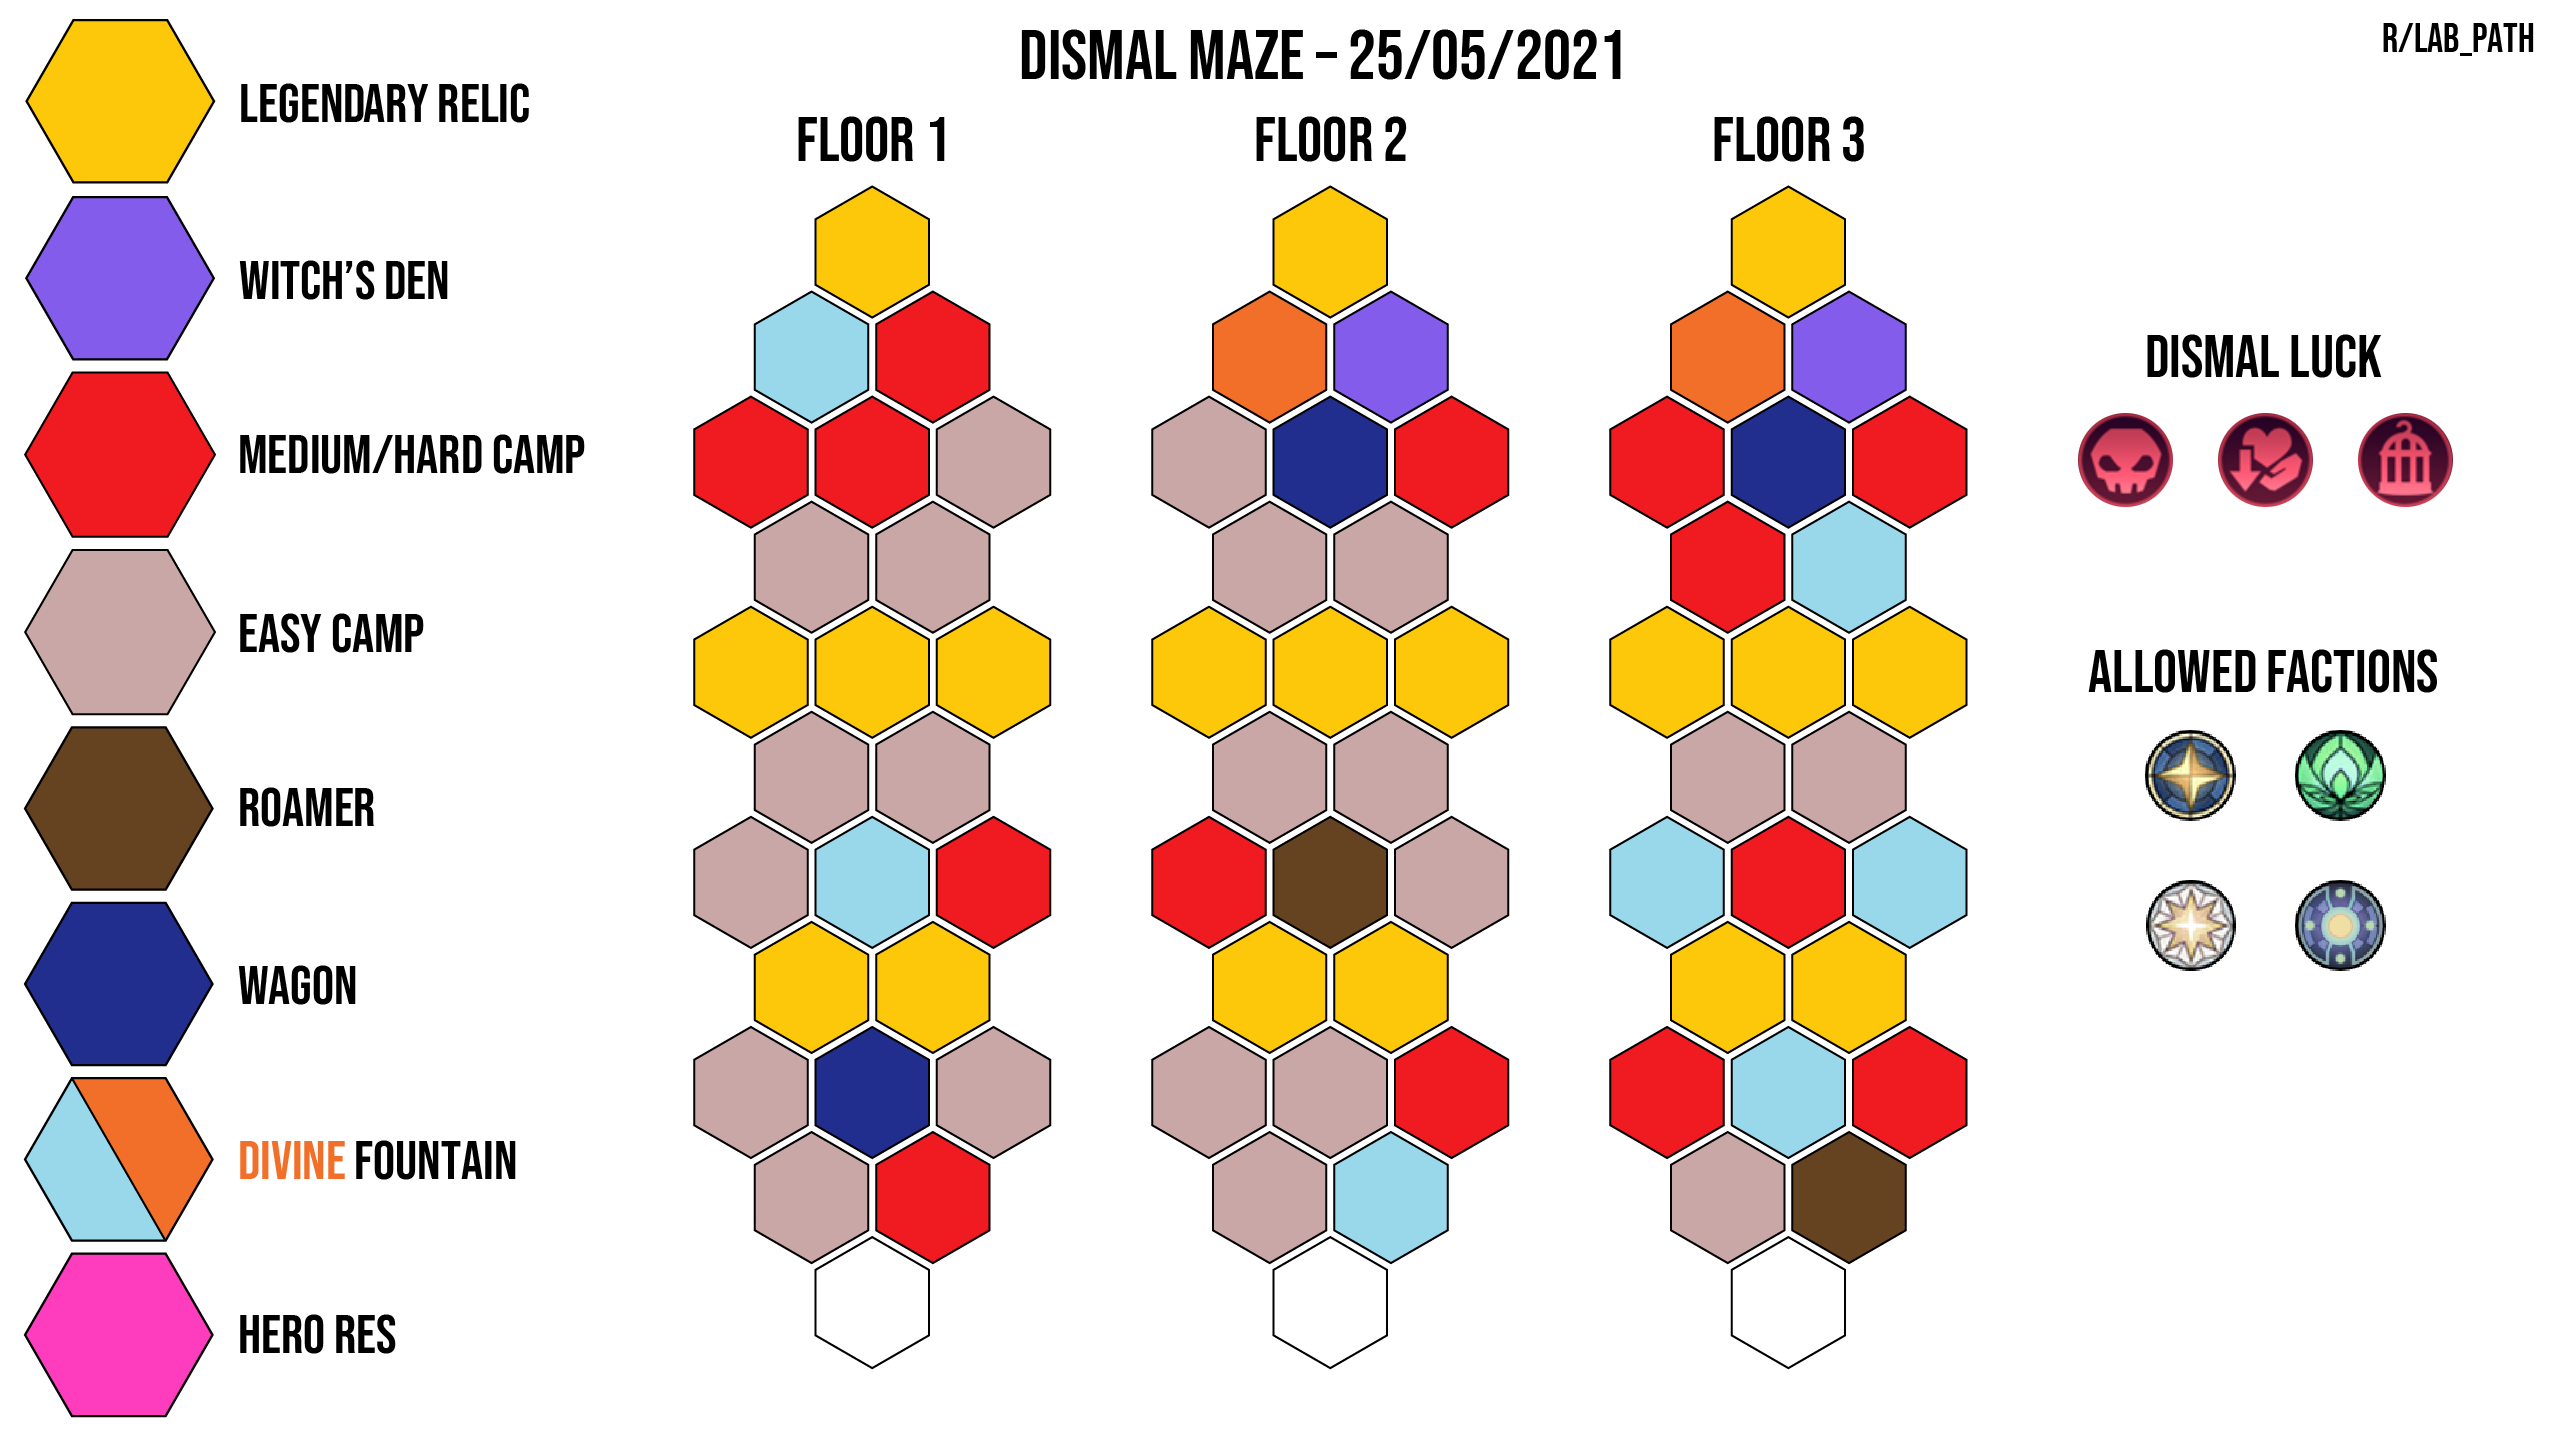 DISMAL MAZE – 25/05/2021
R/LAB_PATH
LEGENDARY RELIC
WITCH'S DEN
MEDIUM/HARD CAMP
EASY CAMP
ROAMER
WAGON
DIVINE FOUNTAIN
HERO RES
FLOOR 1
FLOOR 2
FLOOR 3
DISMAL LUCK
ALLOWED FACTIONS